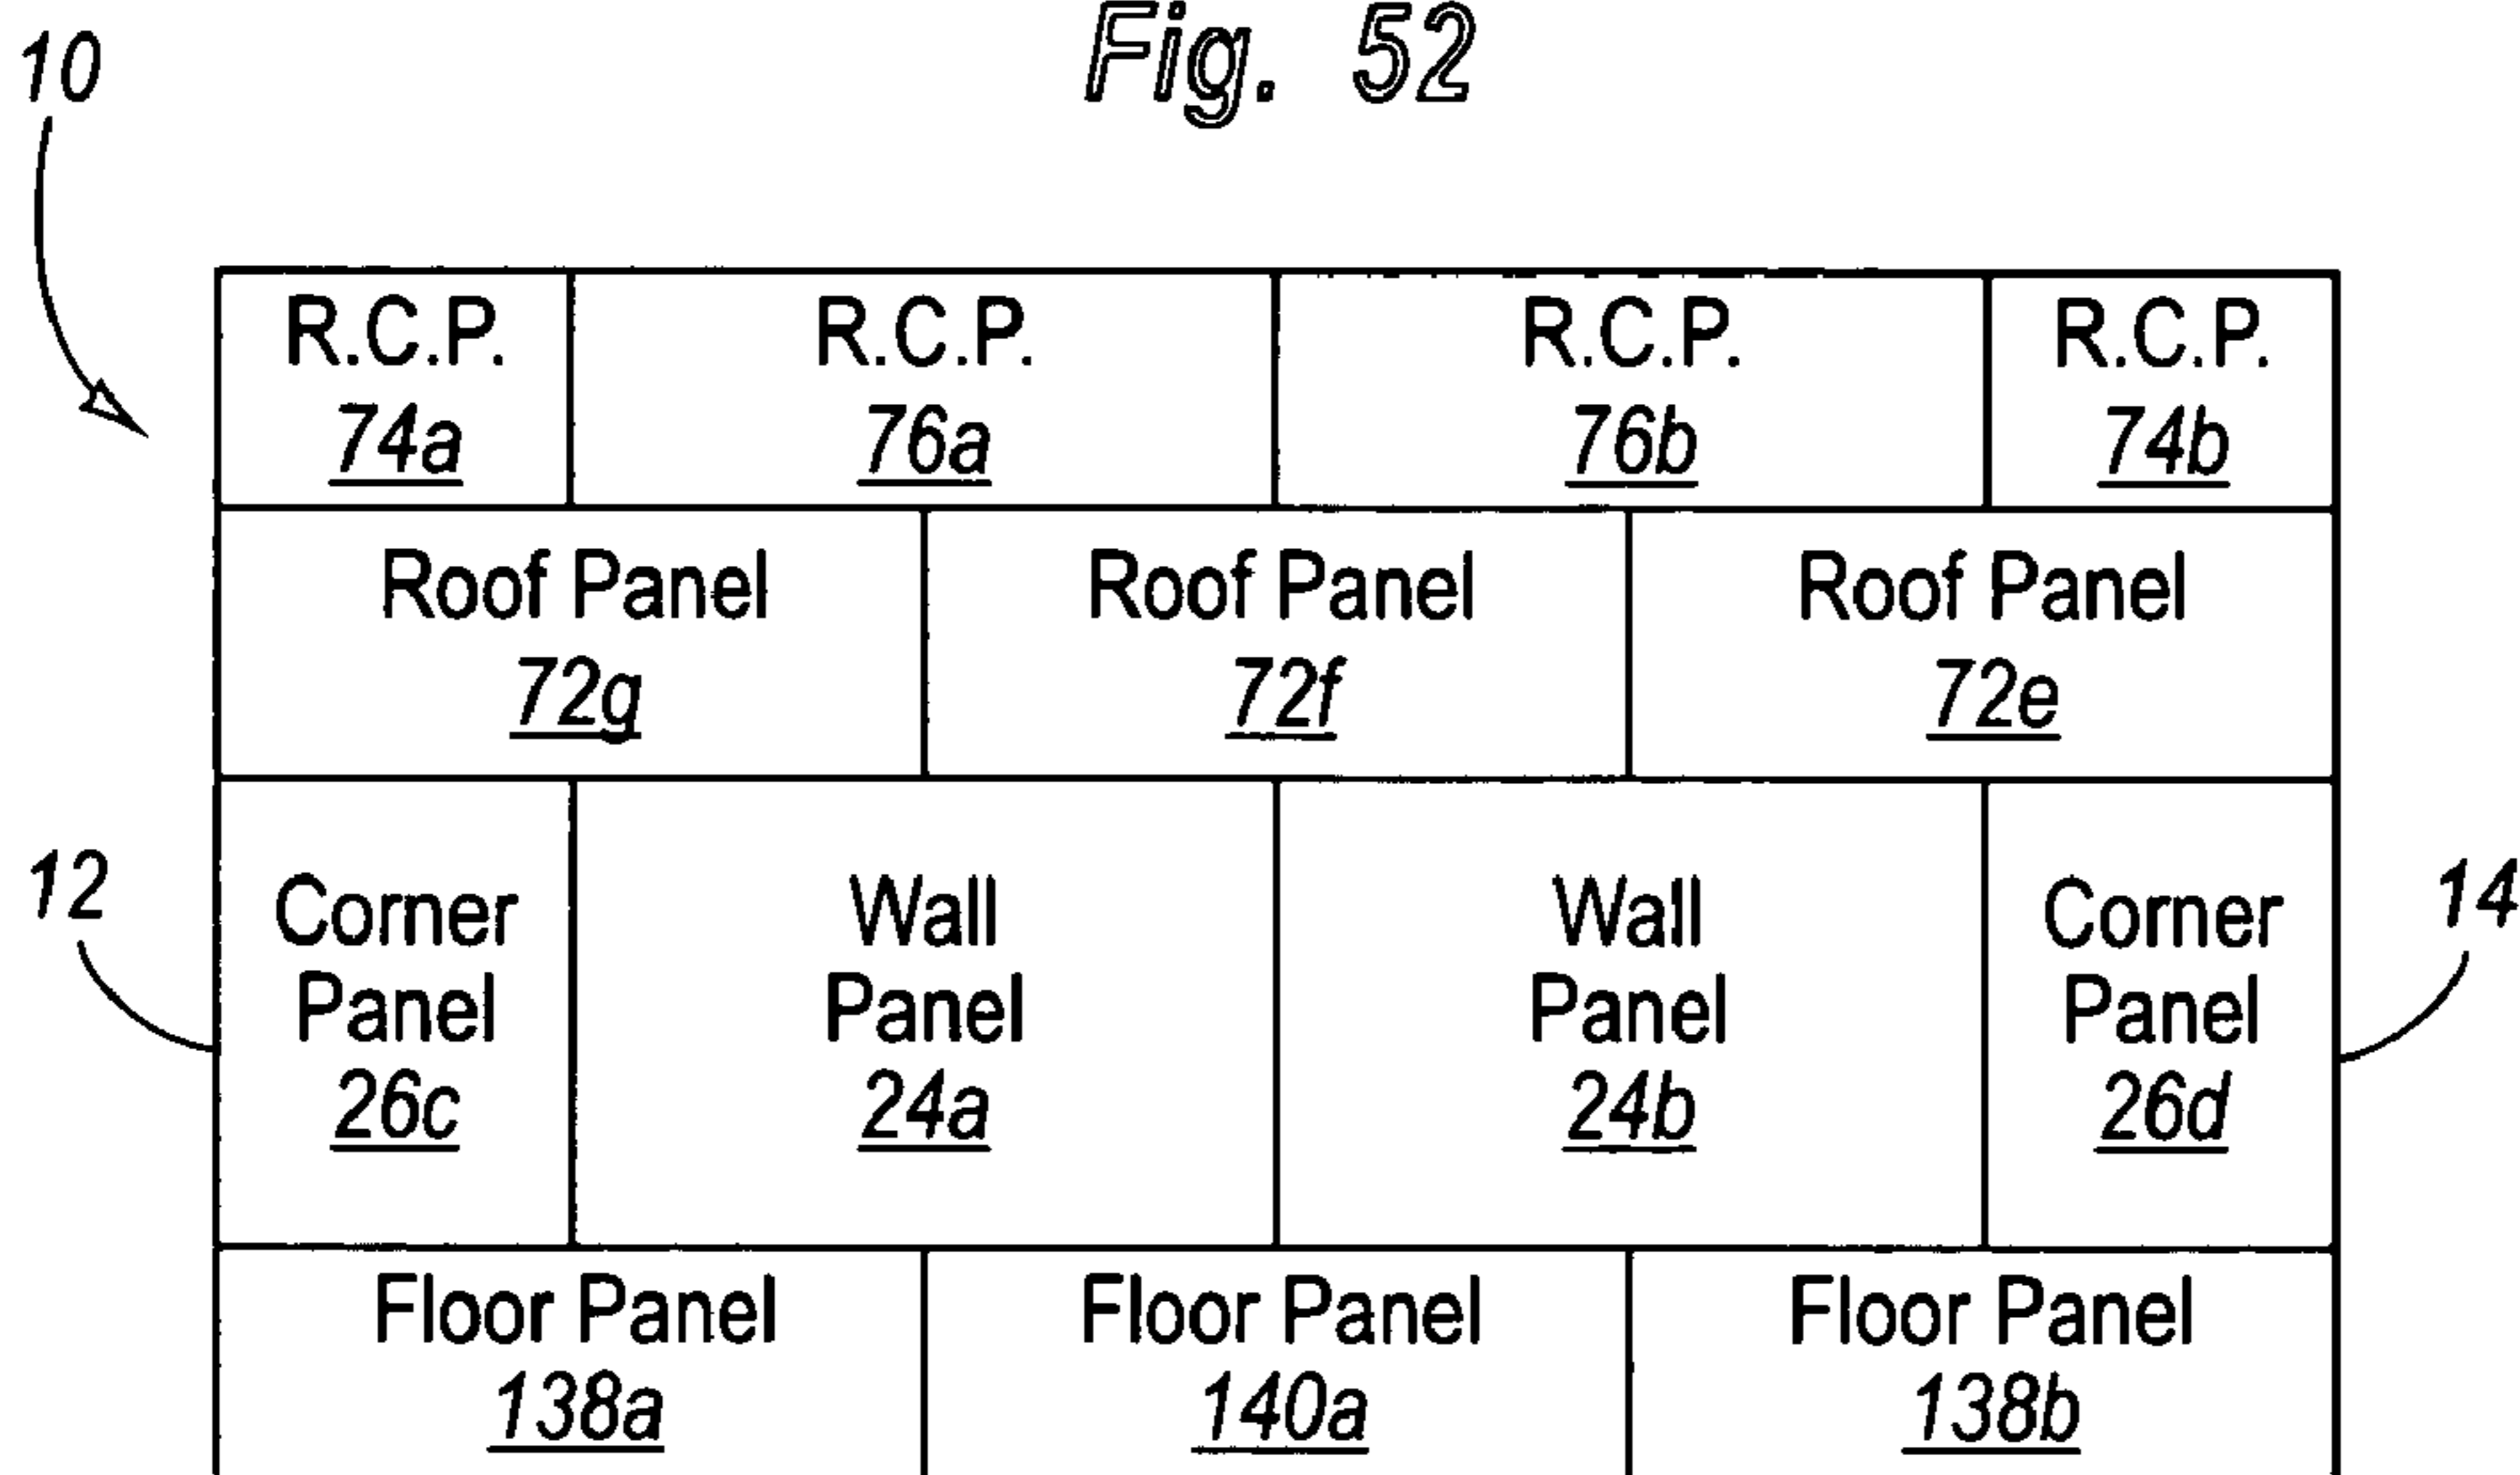 Fig. 52
10
R.C.P. R.C.P. R.C.P. R.C.P.
74a 76a 76b 74b
Roof Panel Roof Panel Roof Panel
72g 72f 72e
12 14
Corner Wall Wall Corner
Panel Panel Panel Panel
26c 24a 24b 26d
Floor Panel Floor Panel Floor Panel
138a 140a 138b